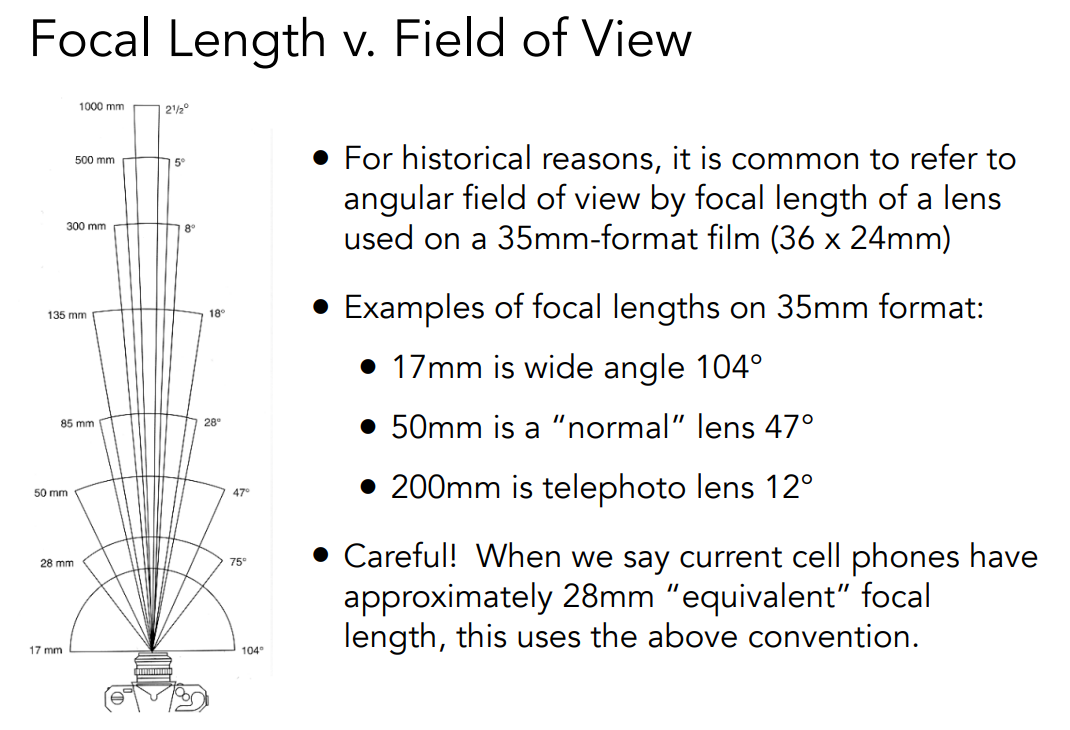 Focal Length v. Field of View
1000 mm
2½°
500 mm
5°
300 mm
8°
135 mm
18°
85 mm
28°
50 mm
47°
28 mm
75°
17 mm
104°
• For historical reasons, it is common to refer to
angular field of view by focal length of a lens
used on a 35mm-format film (36 x 24mm)
• Examples of focal lengths on 35mm format:
• 17mm is wide angle 104°
• 50mm is a “normal” lens 47°
• 200mm is telephoto lens 12°
• Careful! When we say current cell phones have
approximately 28mm “equivalent” focal
length, this uses the above convention.